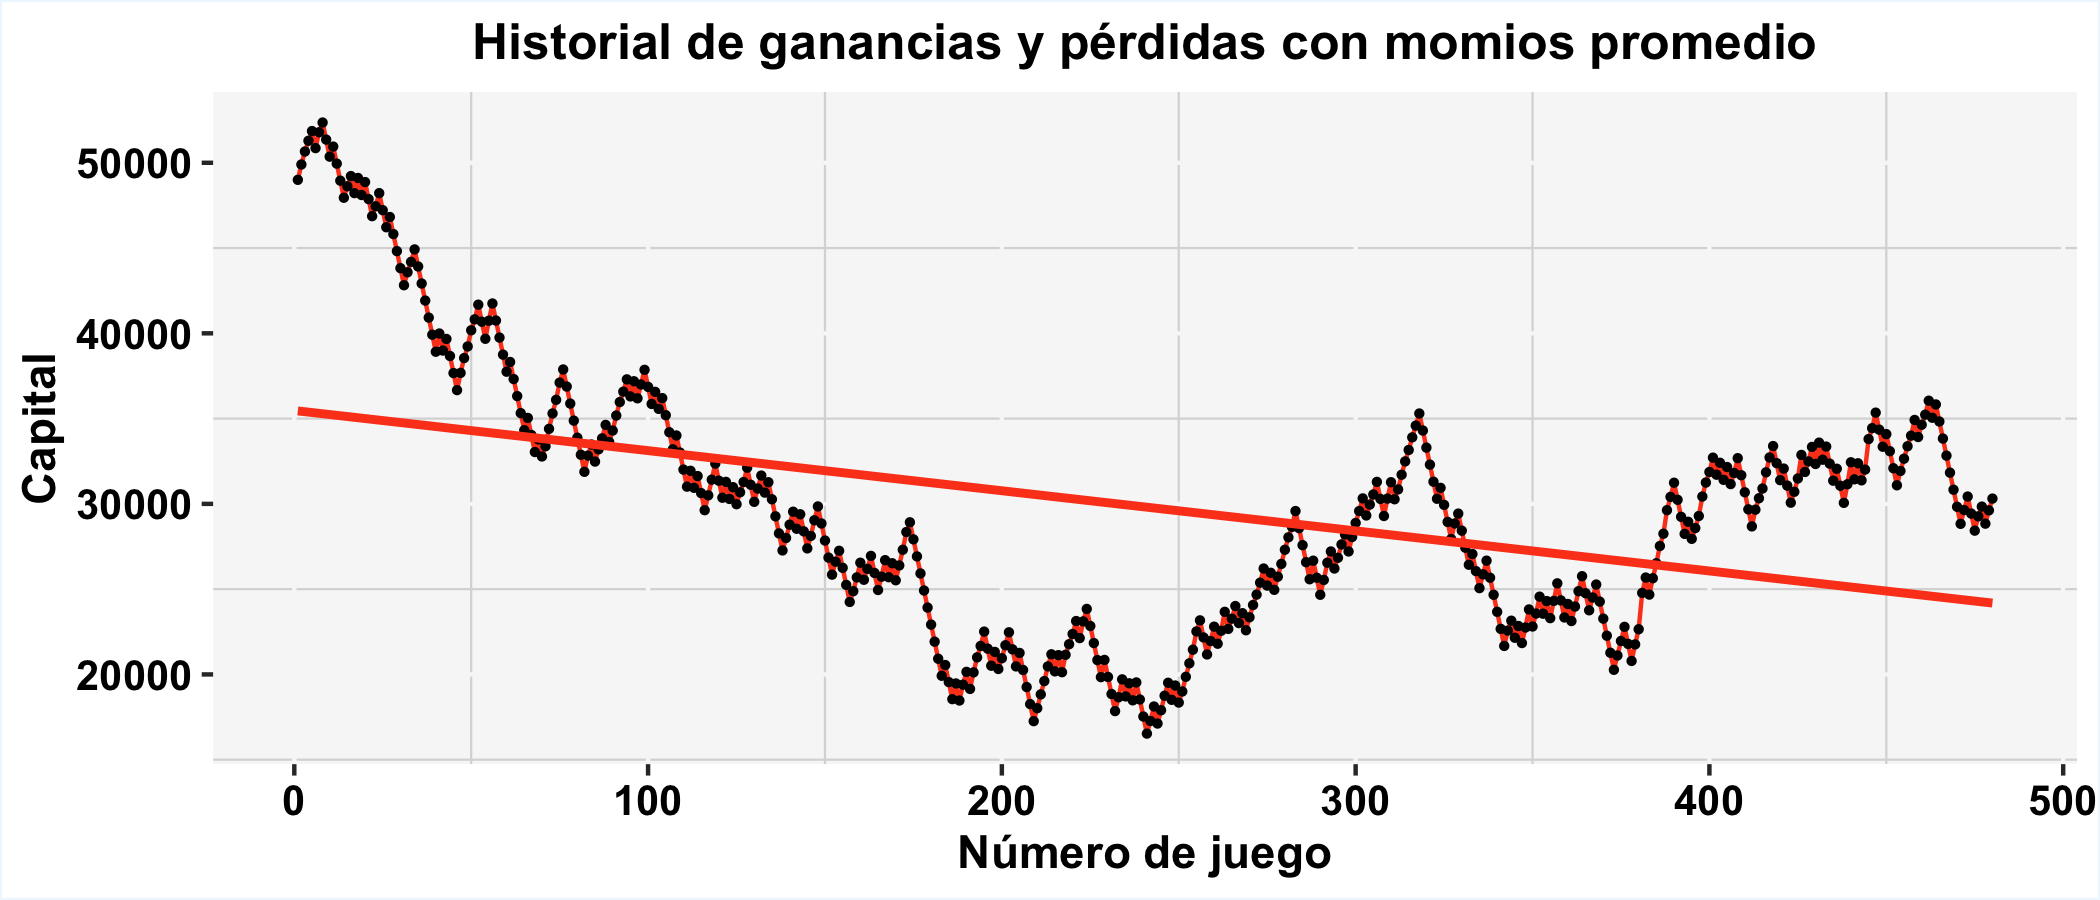 Historial de ganancias y pérdidas con momios promedio
Capital
50000
40000
30000
20000
0 100 200 300 400 500
Número de juego